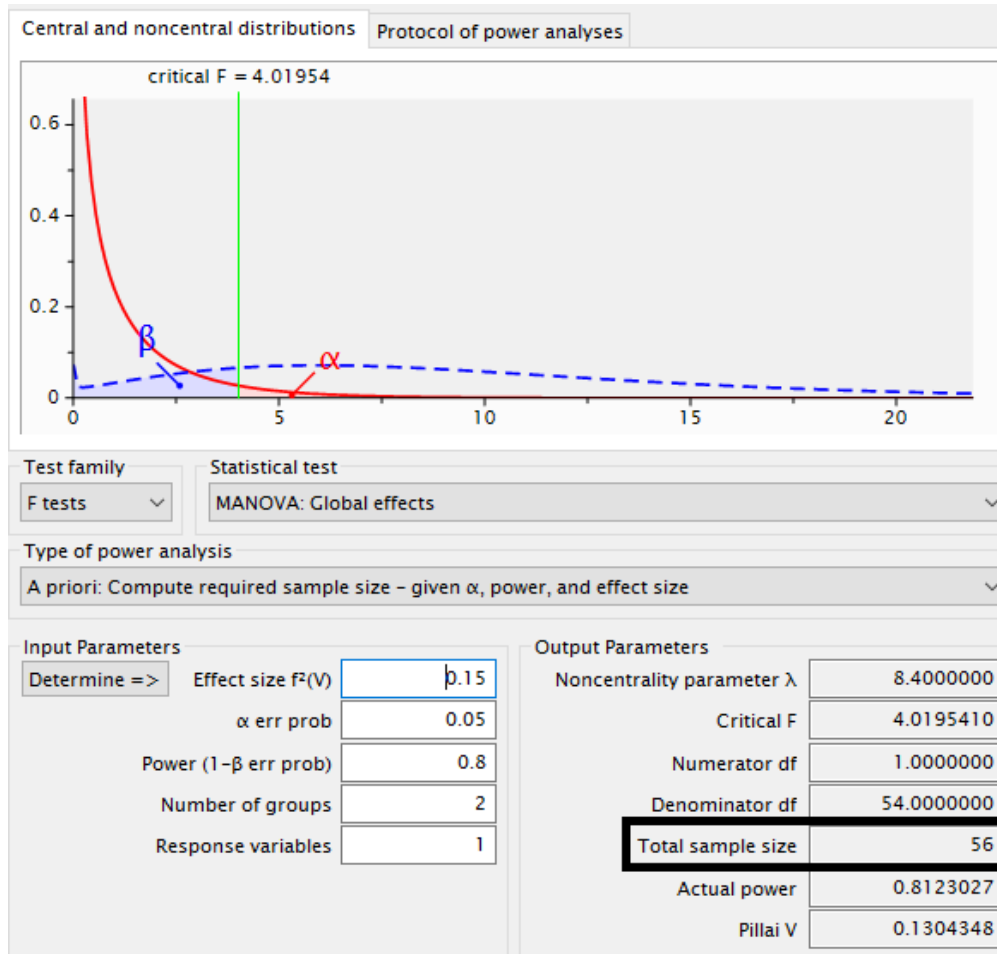 Central and noncentral distributions
Protocol of power analyses
critical F = 4.01954
0.6
0.4
0.2
0
β
α
0
5
10
15
20
Test family
Statistical test
F tests
MANOVA: Global effects
Type of power analysis
A priori: Compute required sample size – given α, power, and effect size
Input Parameters
Determine =>
Effect size f²(V)
0.15
α err prob
0.05
Power (1-β err prob)
0.8
Number of groups
2
Response variables
1
Output Parameters
Noncentrality parameter λ
8.4000000
Critical F
4.0195410
Numerator df
1.0000000
Denominator df
54.0000000
Total sample size
56
Actual power
0.8123027
Pillai V
0.1304348